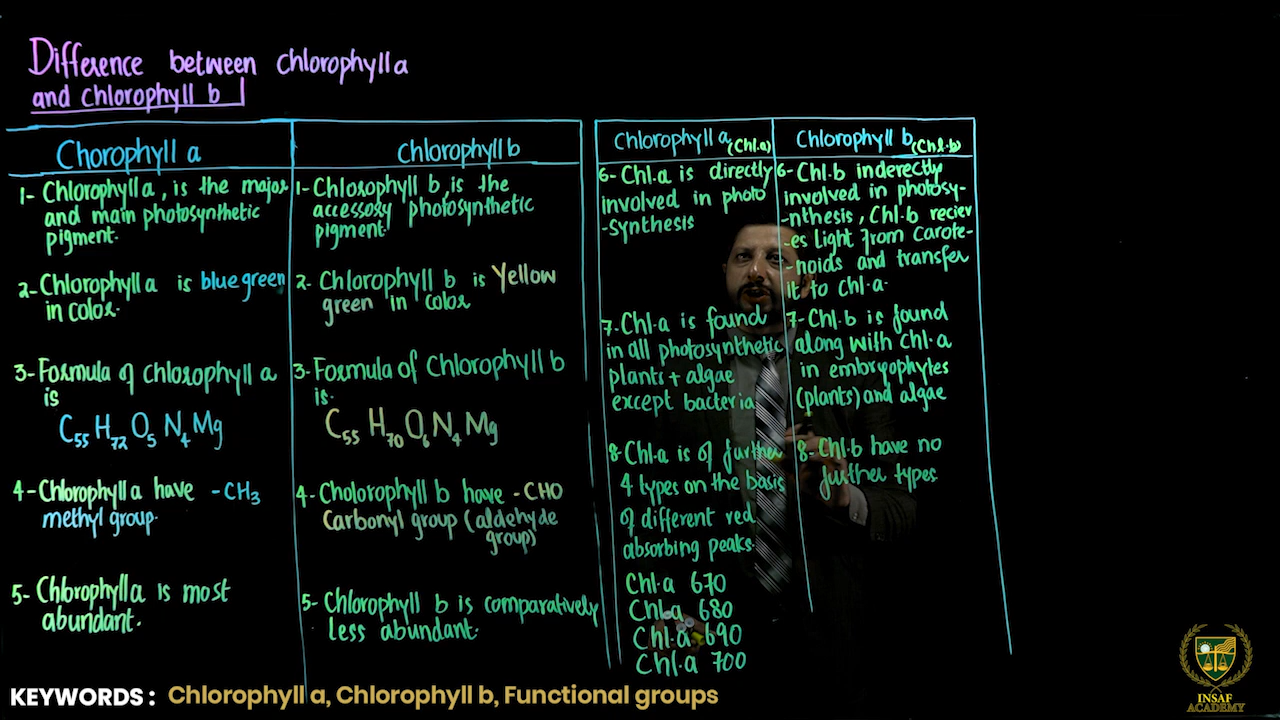 Difference between chlorophyll a
and chlorophyll b
Chorophyll a
1- Chlorophyll a, is the major
and main photosynthetic
pigment.
2- Chlorophyll a is blue green
in color.
3- Formula of chlorophyll a
is
C55 H72 O5 N4 Mg
4- Chlorophyll a have -CH3
methyl group.
5- Chlorophyll a is most
abundant.
Chlorophyll b
1- Chlorophyll b, is the
accessory photosynthetic
pigment.
2- Chlorophyll b is Yellow
green in color
3- Formula of Chlorophyll b
is.
C55 H70 O6 N4 Mg
4- Cholorophyll b have -CHO
Carbonyl group (aldehyde
group)
5- Chlorophyll b is comparatively
less abundant.
Chlorophyll a (Chl.a)
6- Chl.a is directly
involved in photo
-synthesis
7- Chl.a is found
in all photosynthetic
plants + algae
except bacteria
8- Chl.a is of further
4 types on the basis
of different red
absorbing peaks.
Chl.a 670
Chl.a 680
Chl.a 690
Chl.a 700
Chlorophyll b (Chl.b)
6- Chl.b inderectly
involved in photosy-
-nthesis, Chl.b reciev
-es Light from Carote-
-noids and transfer
it to chl.a.
7- Chl.b is found
along with chl.a
in embryophytes
(plants) and algae
8- Chl.b have no
further types.
KEYWORDS : Chlorophyll a, Chlorophyll b, Functional groups
INSAF
ACADEMY